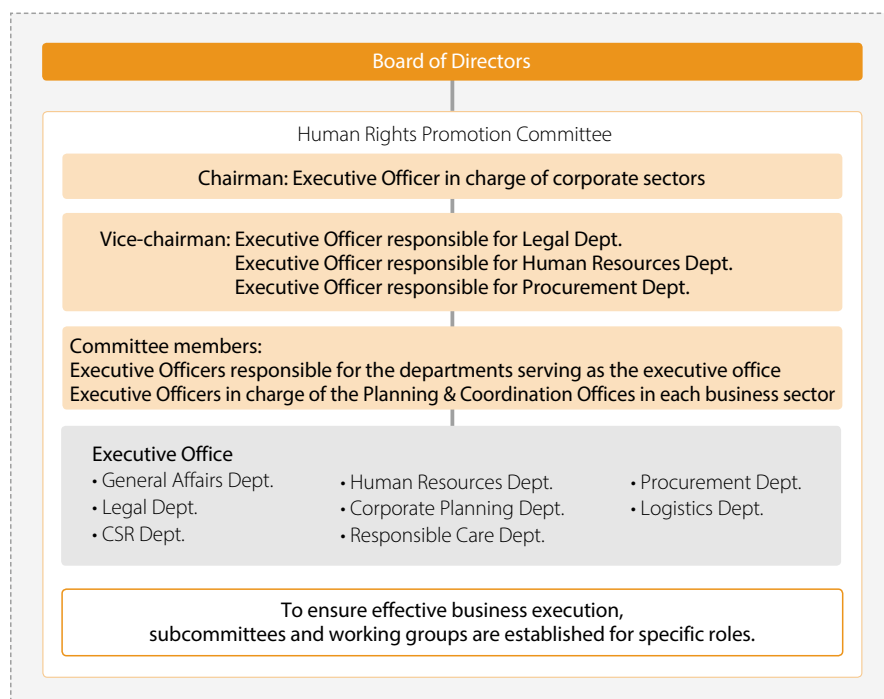 Board of Directors
Human Rights Promotion Committee
Chairman: Executive Officer in charge of corporate sectors
Vice-chairman: Executive Officer responsible for Legal Dept.
Executive Officer responsible for Human Resources Dept.
Executive Officer responsible for Procurement Dept.
Committee members:
Executive Officers responsible for the departments serving as the executive office
Executive Officers in charge of the Planning & Coordination Offices in each business sector
Executive Office
• General Affairs Dept.
• Legal Dept.
• CSR Dept.
• Human Resources Dept.
• Corporate Planning Dept.
• Responsible Care Dept.
• Procurement Dept.
• Logistics Dept.
To ensure effective business execution,
subcommittees and working groups are established for specific roles.